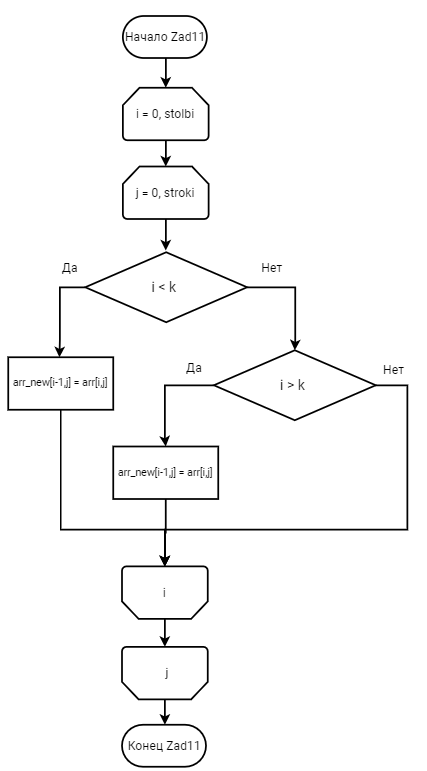 Начало Zad11
i = 0, stolbi
j = 0, stroki
Да
i < k
Нет
arr_new[i-1,j] = arr[i,j]
Да
i > k
Нет
arr_new[i-1,j] = arr[i,j]
i
j
Конец Zad11